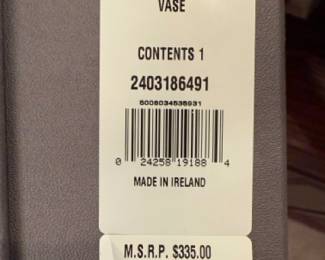 VASE
CONTENTS 1
2403186491
5006034535931
0 24258 19188 4
MADE IN IRELAND
M.S.R.P. $335.00